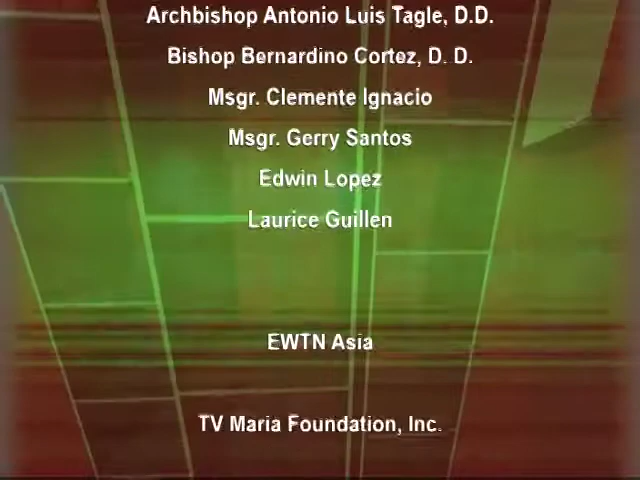 Archbishop Antonio Luis Tagle, D.D.
Bishop Bernardino Cortez, D. D.
Msgr. Clemente Ignacio
Msgr. Gerry Santos
Edwin Lopez
Laurice Guillen
EWTN Asia
TV Maria Foundation, Inc.